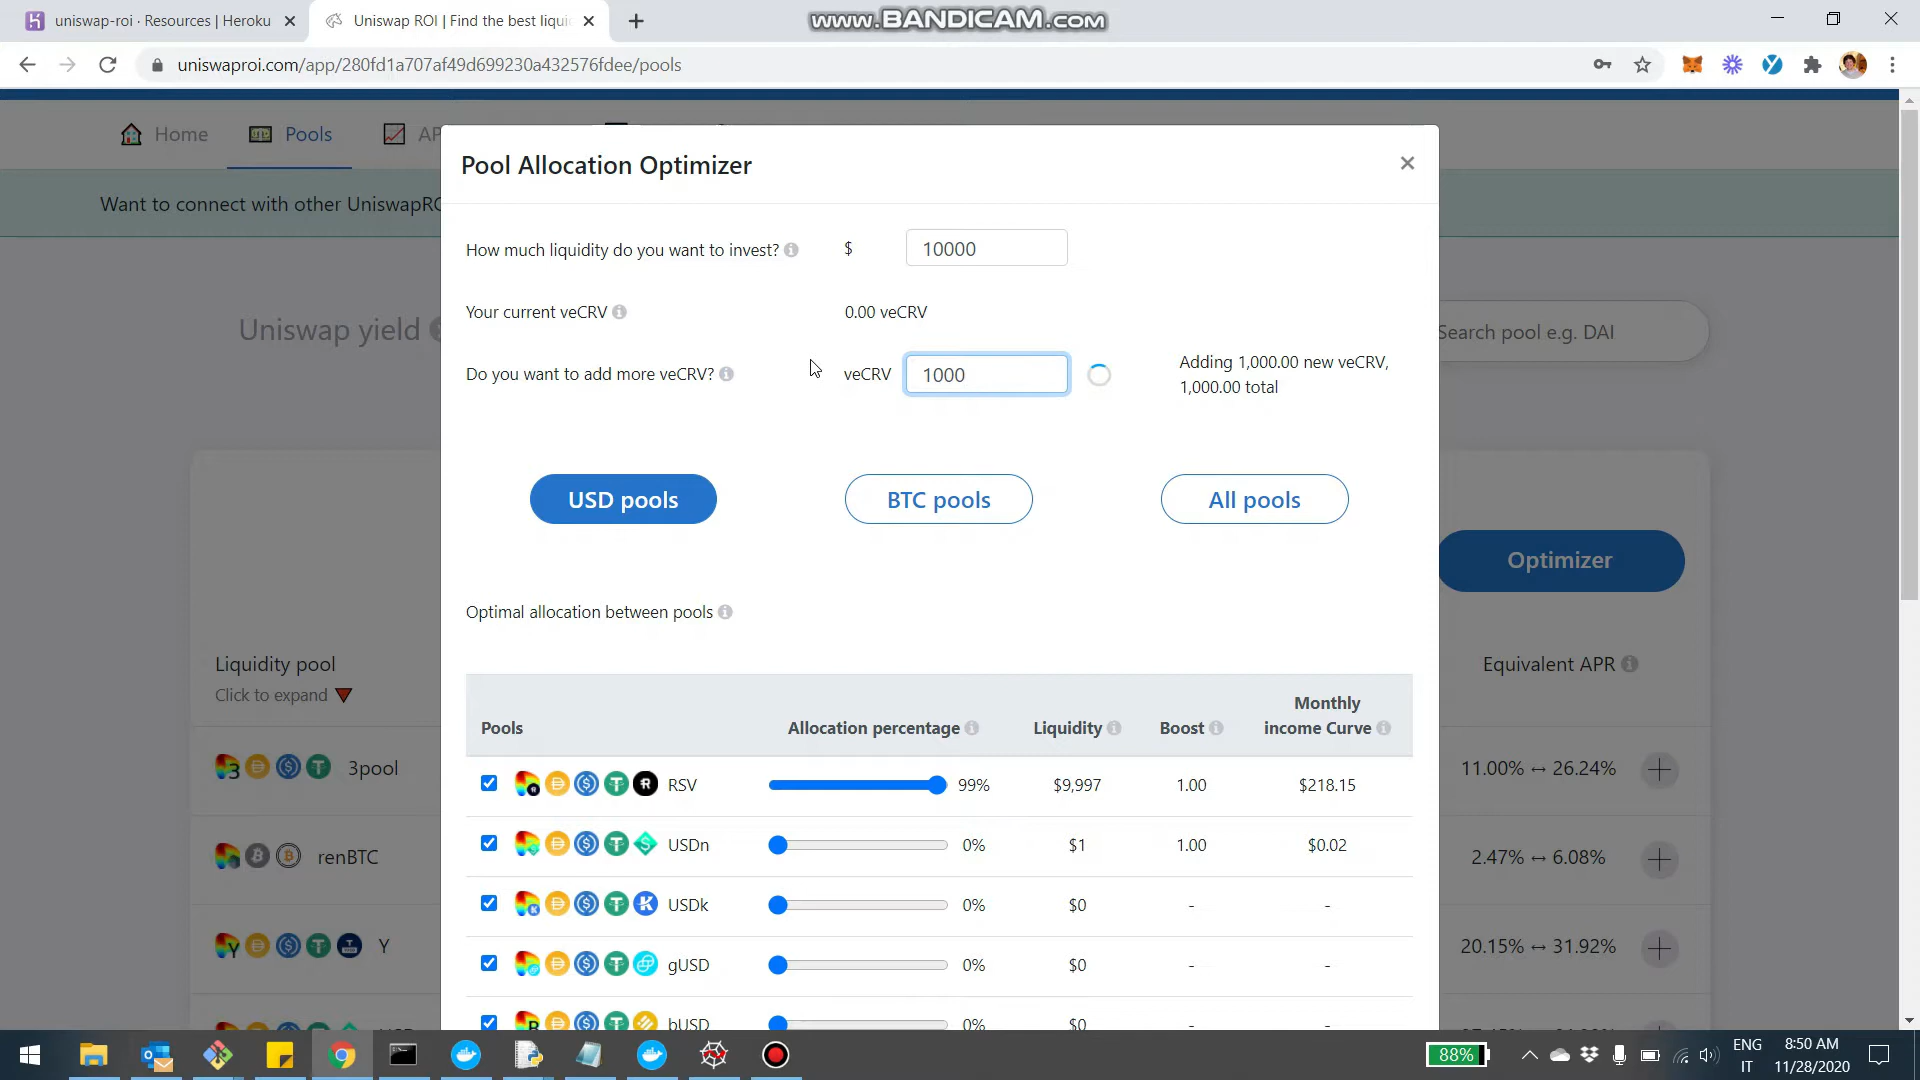 uniswap-roi · Resources | Heroku
Uniswap ROI | Find the best liqui
www.BANDICAM.com
uniswaproi.com/app/280fd1a707af49d699230a432576fdee/pools
Home
Pools
AP
Pool Allocation Optimizer
Want to connect with other UniswapRO
How much liquidity do you want to invest?
$
10000
Your current veCRV
0.00 veCRV
Uniswap yield
Search pool e.g. DAI
Do you want to add more veCRV?
veCRV
1000
Adding 1,000.00 new veCRV,
1,000.00 total
USD pools
BTC pools
All pools
Optimizer
Optimal allocation between pools
Liquidity pool
Click to expand
Equivalent APR
Pools
Allocation percentage
Liquidity
Boost
Monthly
income Curve
3pool
11.00% ↔ 26.24%
RSV
99%
$9,997
1.00
$218.15
USDn
0%
$1
1.00
$0.02
renBTC
2.47% ↔ 6.08%
USDk
0%
$0
-
-
Y
20.15% ↔ 31.92%
gUSD
0%
$0
-
-
bUSD
0%
$0
88%
ENG
IT
8:50 AM
11/28/2020